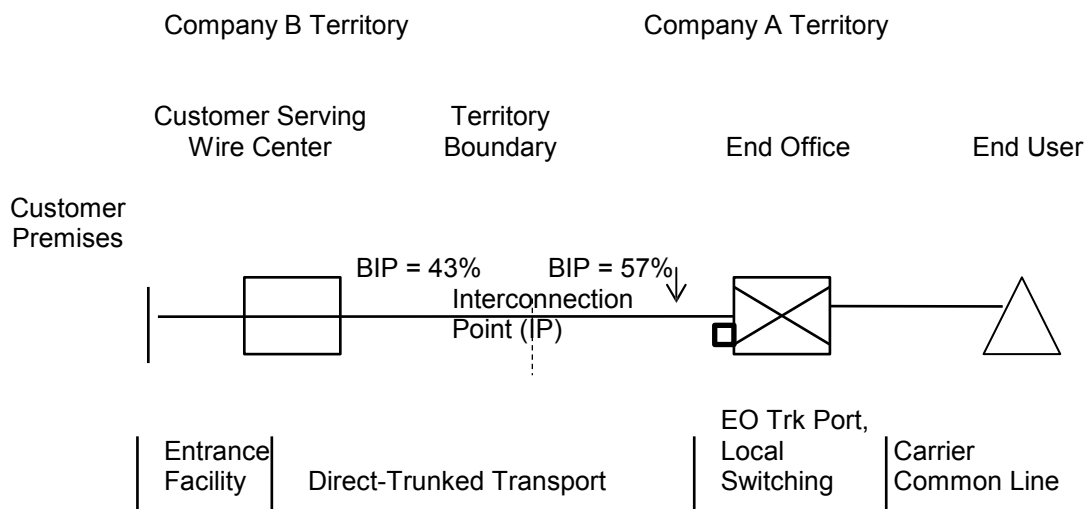 Company B Territory Company A Territory
Customer Serving Territory
Wire Center Boundary End Office End User
Customer
Premises
BIP = 43% BIP = 57%
Interconnection
Point (IP)
EO Trk Port,
Entrance Local Carrier
Facility Direct-Trunked Transport Switching Common Line